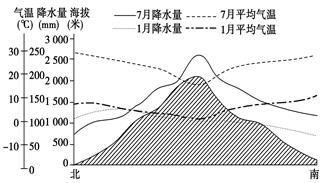 气温 降水量 海拔
(℃) (mm) (米)
7月降水量 7月平均气温
1月降水量 1月平均气温
30 250 3 000
20 200 2 500
10 150 2 000
0 100 1 500
-10 50 1 000
0 500
0
北 南